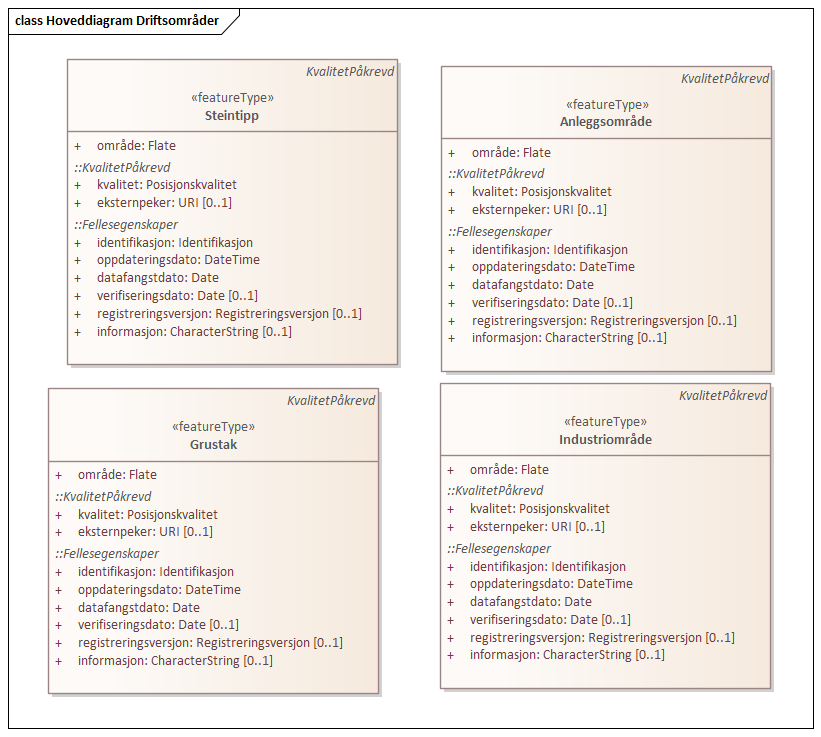 class Hoveddiagram Driftsområder
KvalitetPåkrevd
«featureType»
Steintipp
+ område: Flate
::KvalitetPåkrevd
+ kvalitet: Posisjonskvalitet
+ eksternpeker: URI [0..1]
::Fellesegenskaper
+ identifikasjon: Identifikasjon
+ oppdateringsdato: DateTime
+ datafangstdato: Date
+ verifiseringsdato: Date [0..1]
+ registreringsversjon: Registreringsversjon [0..1]
+ informasjon: CharacterString [0..1]
KvalitetPåkrevd
«featureType»
Anleggsområde
+ område: Flate
::KvalitetPåkrevd
+ kvalitet: Posisjonskvalitet
+ eksternpeker: URI [0..1]
::Fellesegenskaper
+ identifikasjon: Identifikasjon
+ oppdateringsdato: DateTime
+ datafangstdato: Date
+ verifiseringsdato: Date [0..1]
+ registreringsversjon: Registreringsversjon [0..1]
+ informasjon: CharacterString [0..1]
KvalitetPåkrevd
«featureType»
Grustak
+ område: Flate
::KvalitetPåkrevd
+ kvalitet: Posisjonskvalitet
+ eksternpeker: URI [0..1]
::Fellesegenskaper
+ identifikasjon: Identifikasjon
+ oppdateringsdato: DateTime
+ datafangstdato: Date
+ verifiseringsdato: Date [0..1]
+ registreringsversjon: Registreringsversjon [0..1]
+ informasjon: CharacterString [0..1]
KvalitetPåkrevd
«featureType»
Industriområde
+ område: Flate
::KvalitetPåkrevd
+ kvalitet: Posisjonskvalitet
+ eksternpeker: URI [0..1]
::Fellesegenskaper
+ identifikasjon: Identifikasjon
+ oppdateringsdato: DateTime
+ datafangstdato: Date
+ verifiseringsdato: Date [0..1]
+ registreringsversjon: Registreringsversjon [0..1]
+ informasjon: CharacterString [0..1]